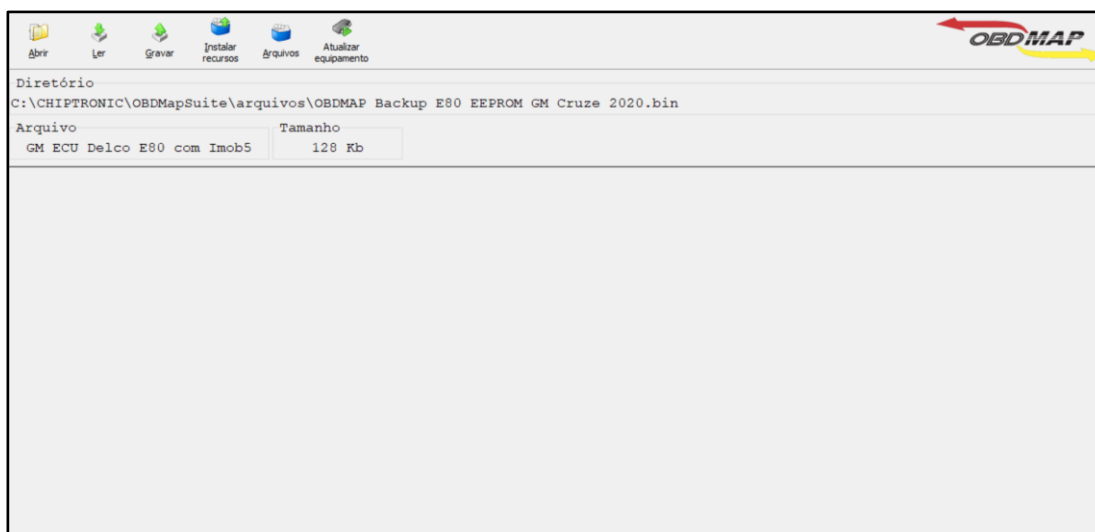 Abrir
Ler
Gravar
Instalar recursos
Arquivos
Atualizar equipamento
OBDMAP
Diretório
C:\CHIPTRONIC\OBDMapSuite\arquivos\OBDMAP Backup E80 EEPROM GM Cruze 2020.bin
Arquivo
Tamanho
GM ECU Delco E80 com Imob5
128 Kb